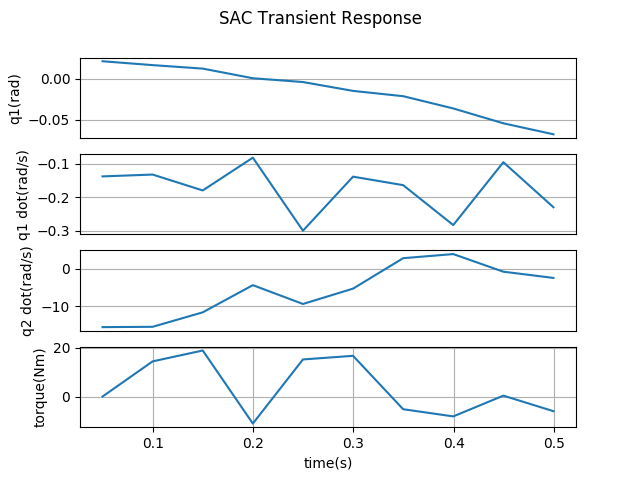 SAC Transient Response
q1(rad)
0.00
−0.05
q1 dot(rad/s)
−0.1
−0.2
−0.3
q2 dot(rad/s)
0
−10
torque(Nm)
20
0
0.1 0.2 0.3 0.4 0.5
time(s)